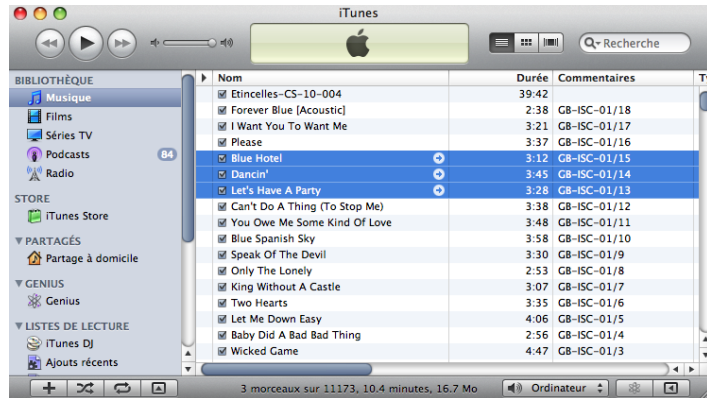 iTunes
Recherche
BIBLIOTHÈQUE
Musique
Films
Séries TV
Podcasts 84
Radio
STORE
iTunes Store
PARTAGÉS
Partage à domicile
GENIUS
Genius
LISTES DE LECTURE
iTunes DJ
Ajouts récents
Nom Durée Commentaires T
Etincelles-CS-10-004 39:42
Forever Blue [Acoustic] 2:38 GB-ISC-01/18
I Want You To Want Me 3:21 GB-ISC-01/17
Please 3:37 GB-ISC-01/16
Blue Hotel 3:12 GB-ISC-01/15
Dancin' 3:45 GB-ISC-01/14
Let's Have A Party 3:28 GB-ISC-01/13
Can't Do A Thing (To Stop Me) 3:38 GB-ISC-01/12
You Owe Me Some Kind Of Love 3:48 GB-ISC-01/11
Blue Spanish Sky 3:58 GB-ISC-01/10
Speak Of The Devil 3:30 GB-ISC-01/9
Only The Lonely 2:53 GB-ISC-01/8
King Without A Castle 3:07 GB-ISC-01/7
Two Hearts 3:35 GB-ISC-01/6
Let Me Down Easy 4:06 GB-ISC-01/5
Baby Did A Bad Bad Thing 2:56 GB-ISC-01/4
Wicked Game 4:47 GB-ISC-01/3
3 morceaux sur 11173, 10.4 minutes, 16.7 Mo
Ordinateur